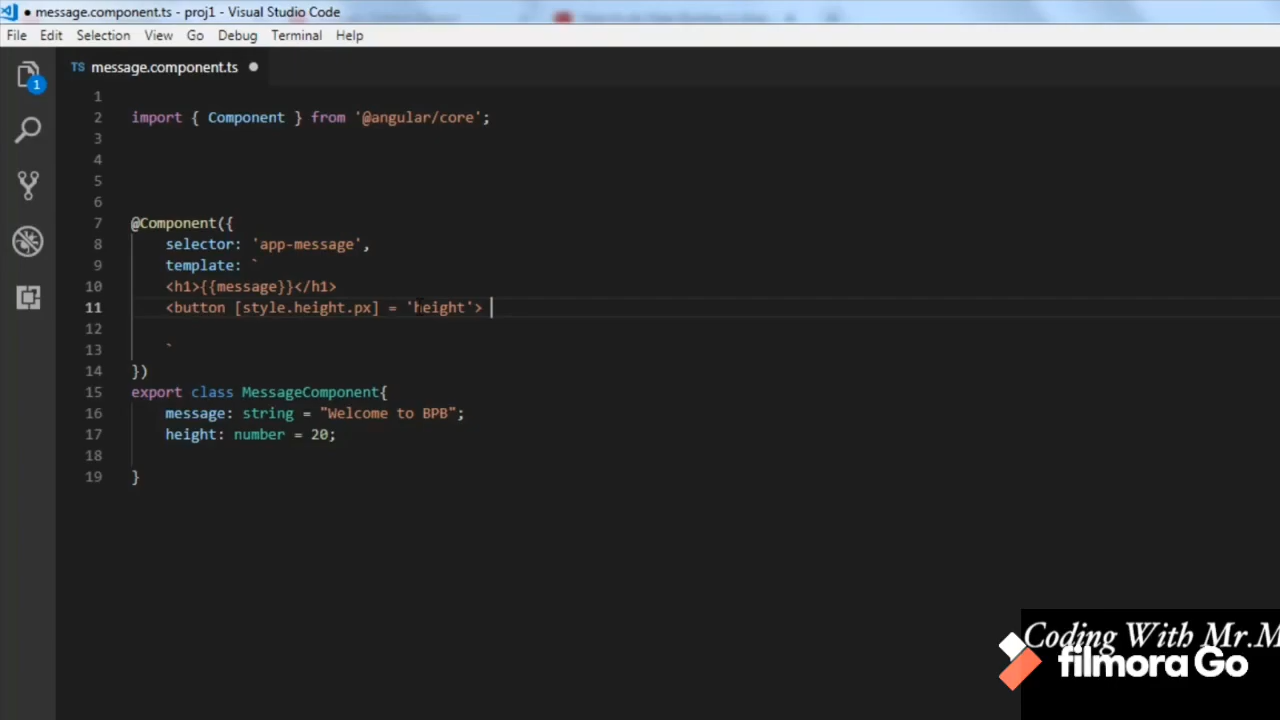 ● message.component.ts - proj1 - Visual Studio Code
File Edit Selection View Go Debug Terminal Help
TS message.component.ts ●
1
1
2 import { Component } from '@angular/core';
3
4
5
6
7 @Component({
8 selector: 'app-message',
9 template: `
10 <h1>{{message}}</h1>
11 <button [style.height.px] = 'height'>
12
13 `
14 })
15 export class MessageComponent{
16 message: string = "Welcome to BPB";
17 height: number = 20;
18
19 }
Coding With Mr.M
filmora Go